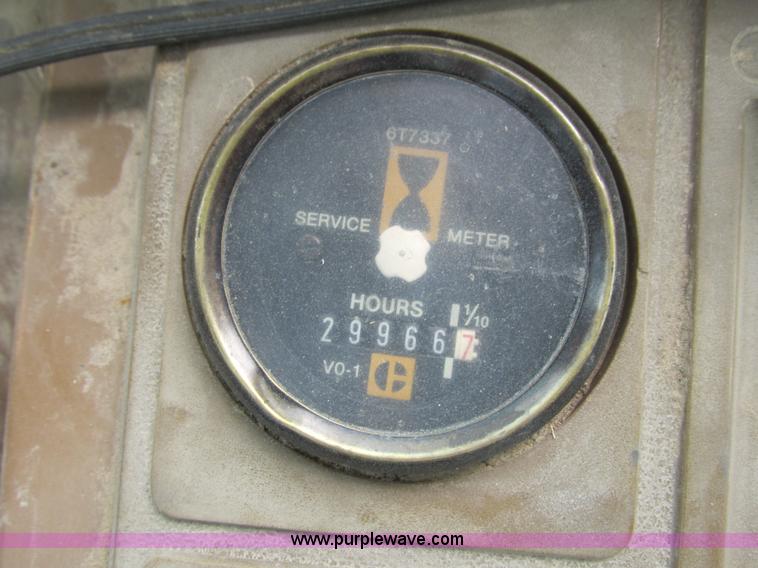 6T7337
SERVICE METER
HOURS 1/10
299667
VO-1
www.purplewave.com